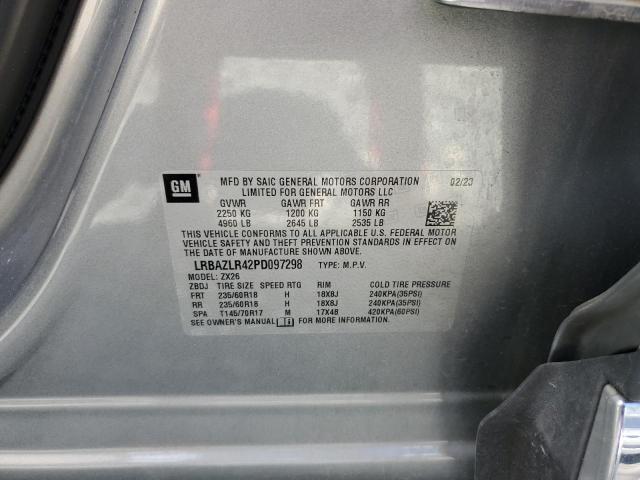 GM
MFD BY SAIC GENERAL MOTORS CORPORATION 02/23
LIMITED FOR GENERAL MOTORS LLC
GVWR GAWR FRT GAWR RR
2250 KG 1200 KG 1150 KG
4960 LB 2645 LB 2535 LB
THIS VEHICLE CONFORMS TO ALL APPLICABLE U.S. FEDERAL MOTOR
VEHICLE SAFETY AND THEFT PREVENTION STANDARDS IN EFFECT ON
THE DATE OF MANUFACTURE SHOWN ABOVE.
LRBAZLR42PD097298 TYPE: M.P.V.
MODEL: ZX26
ZBDJ TIRE SIZE SPEED RTG RIM COLD TIRE PRESSURE
FRT 235/60R18 H 18X8J 240KPA(35PSI)
RR 235/60R18 H 18X8J 240KPA(35PSI)
SPA T145/70R17 M 17X4B 420KPA(60PSI)
SEE OWNER'S MANUAL FOR MORE INFORMATION.